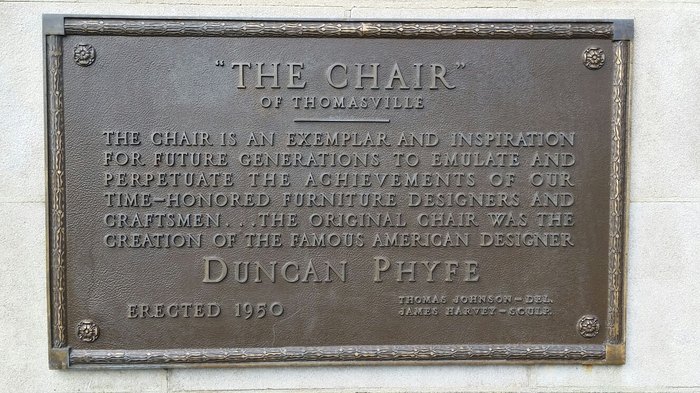 "THE CHAIR"
OF THOMASVILLE
THE CHAIR IS AN EXEMPLAR AND INSPIRATION
FOR FUTURE GENERATIONS TO EMULATE AND
PERPETUATE THE ACHIEVEMENTS OF OUR
TIME-HONORED FURNITURE DESIGNERS AND
CRAFTSMEN...THE ORIGINAL CHAIR WAS THE
CREATION OF THE FAMOUS AMERICAN DESIGNER
DUNCAN PHYFE
ERECTED 1950
THOMAS JOHNSON-DEL.
JAMES HARVEY-SCULP.